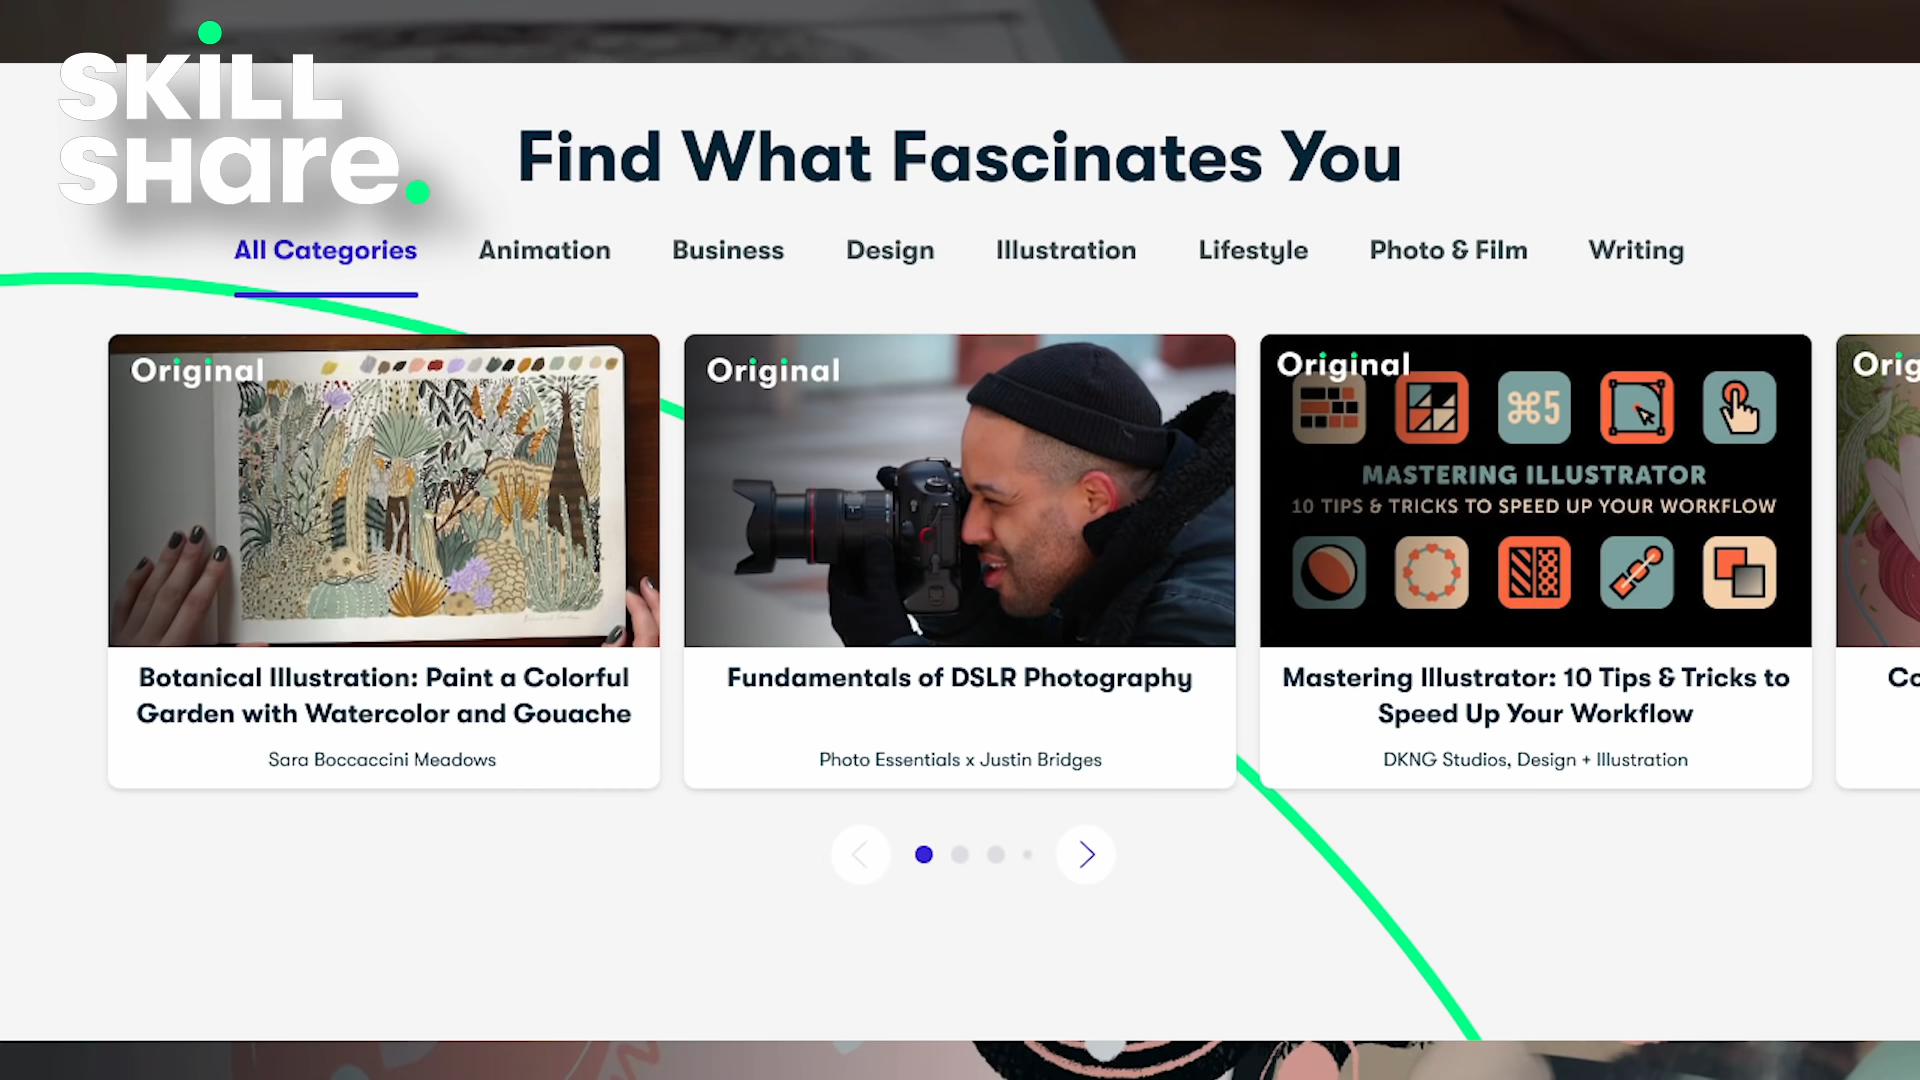 SKILL
SHare.
Find What Fascinates You
All Categories Animation Business Design Illustration Lifestyle Photo & Film Writing
Original
Original
Original
⌘5
MASTERING ILLUSTRATOR
10 TIPS & TRICKS TO SPEED UP YOUR WORKFLOW
Botanical Illustration: Paint a Colorful
Garden with Watercolor and Gouache
Sara Boccaccini Meadows
Fundamentals of DSLR Photography
Photo Essentials x Justin Bridges
Mastering Illustrator: 10 Tips & Tricks to
Speed Up Your Workflow
DKNG Studios, Design + Illustration